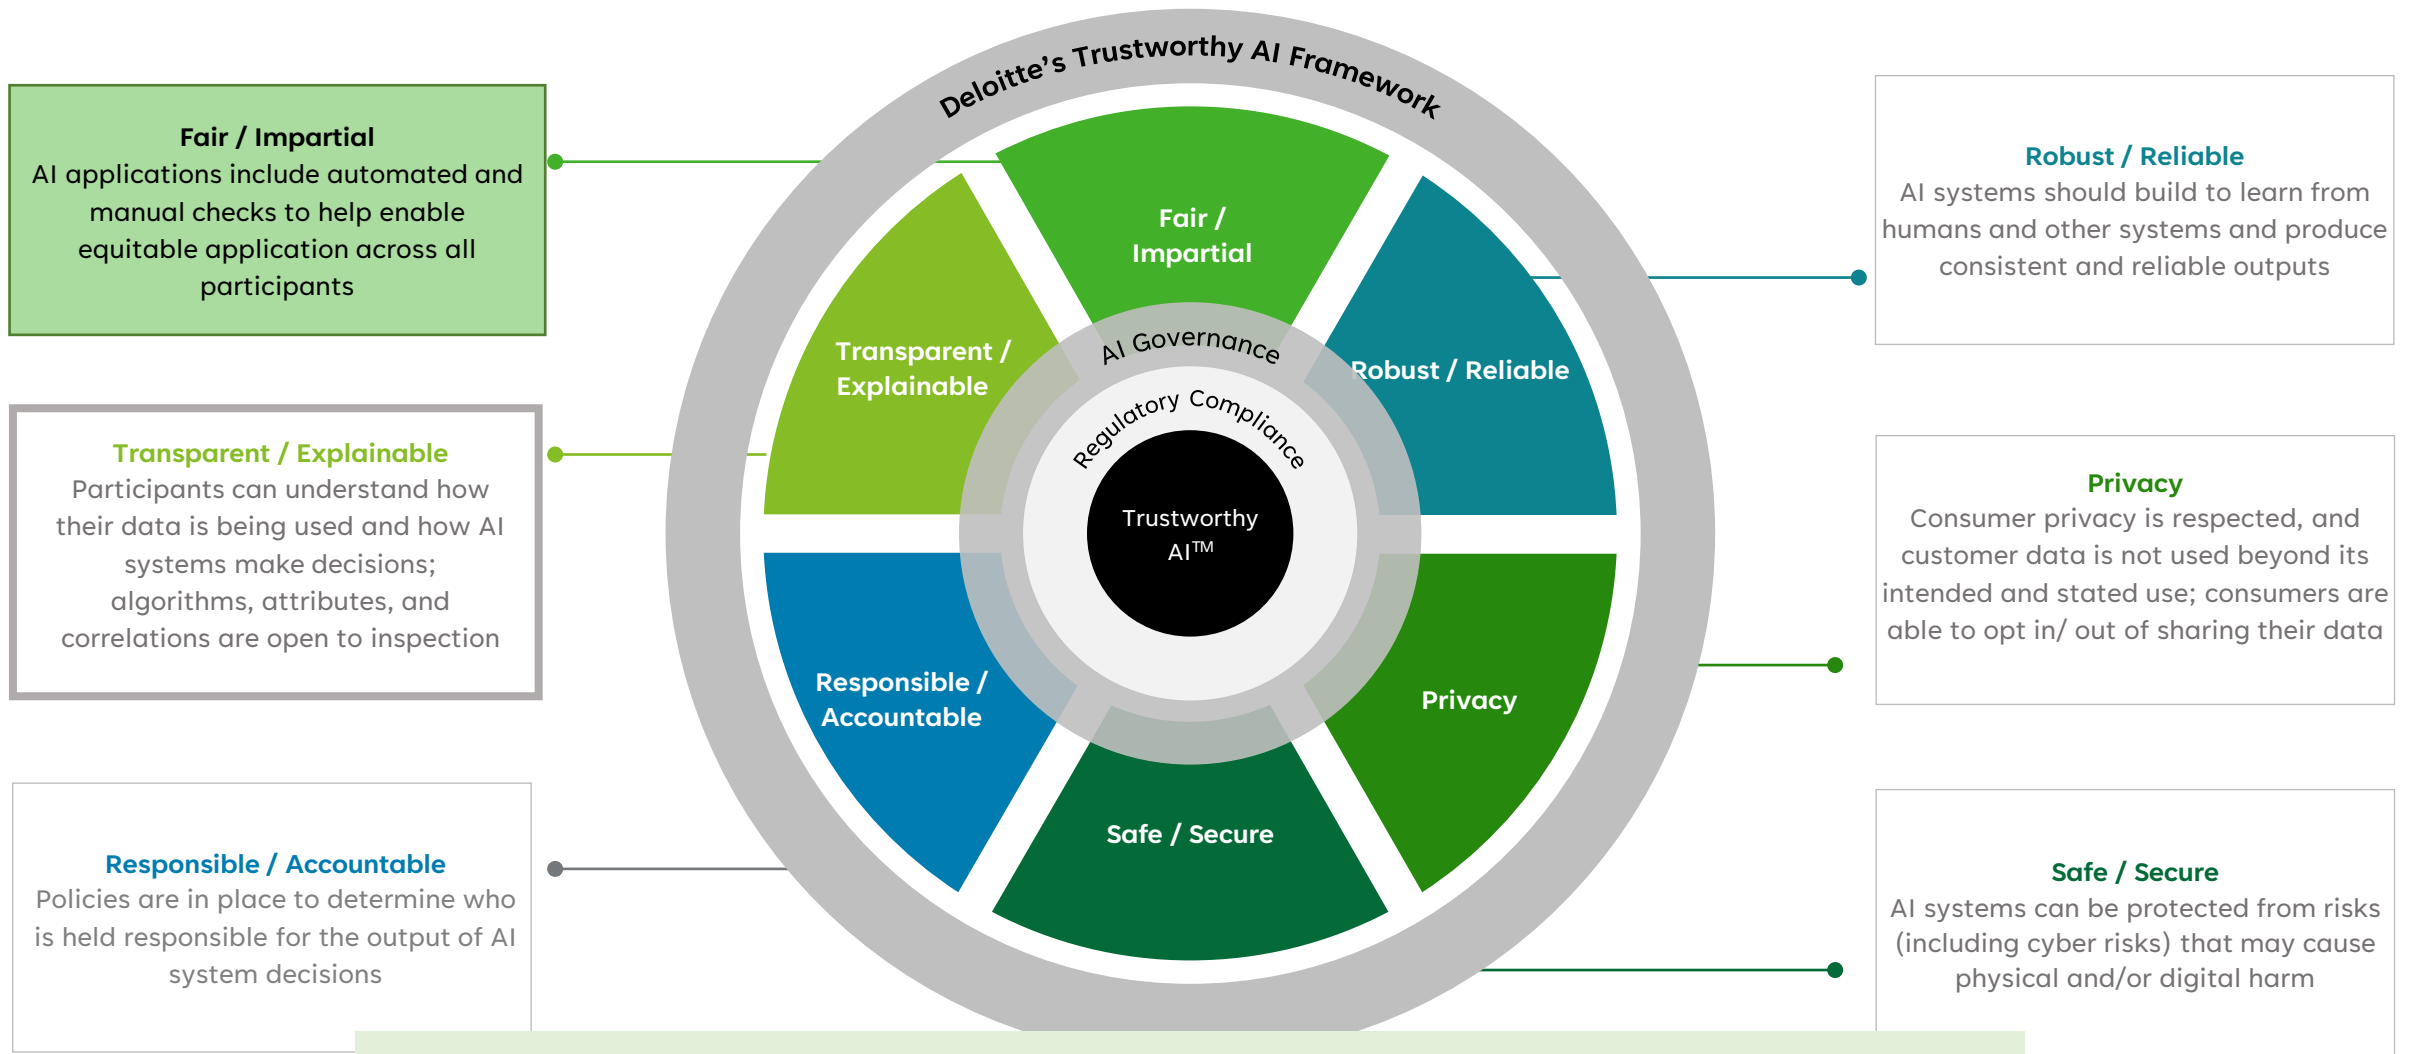 Deloitte's Trustworthy AI Framework
Fair / Impartial
AI applications include automated and
manual checks to help enable
equitable application across all
participants
Transparent / Explainable
Participants can understand how
their data is being used and how AI
systems make decisions;
algorithms, attributes, and
correlations are open to inspection
Responsible / Accountable
Policies are in place to determine who
is held responsible for the output of AI
system decisions
Fair /
Impartial
Transparent /
Explainable
Robust / Reliable
AI Governance
Regulatory Compliance
Trustworthy
AI™
Responsible /
Accountable
Privacy
Safe / Secure
Robust / Reliable
AI systems should build to learn from
humans and other systems and produce
consistent and reliable outputs
Privacy
Consumer privacy is respected, and
customer data is not used beyond its
intended and stated use; consumers are
able to opt in/ out of sharing their data
Safe / Secure
AI systems can be protected from risks
(including cyber risks) that may cause
physical and/or digital harm